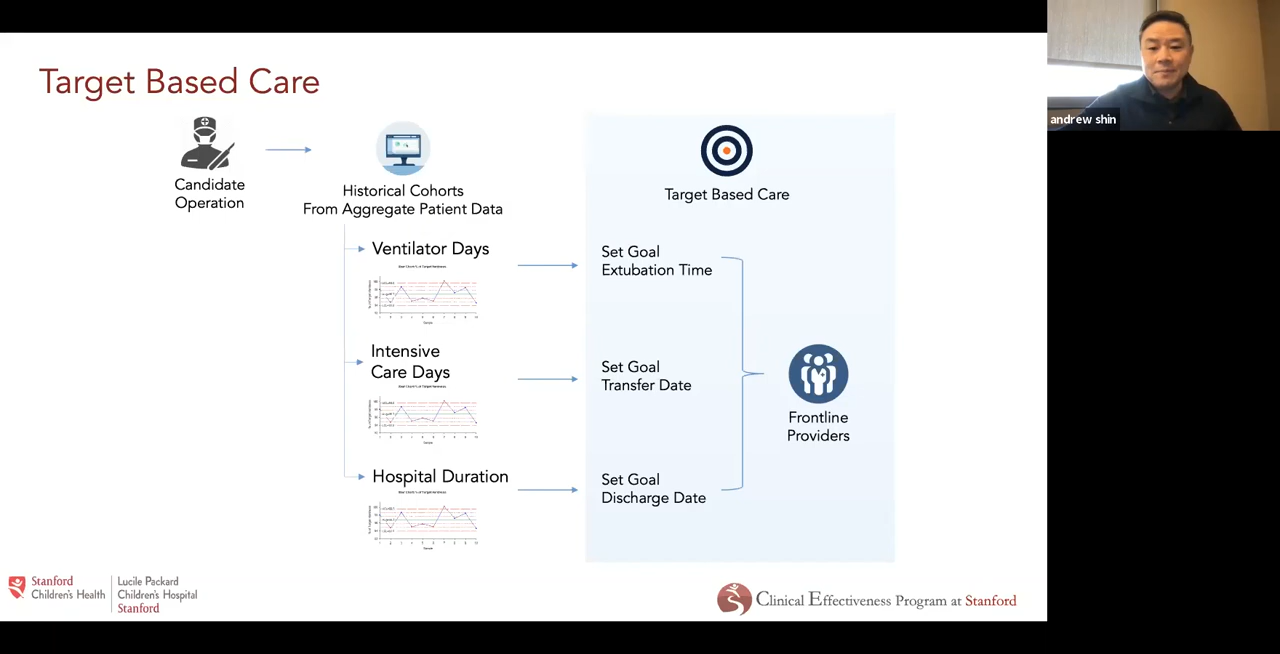 Target Based Care
andrew shin
Candidate
Operation
Historical Cohorts
From Aggregate Patient Data
Target Based Care
Ventilator Days
Set Goal
Extubation Time
Intensive
Care Days
Set Goal
Transfer Date
Frontline
Providers
Hospital Duration
Set Goal
Discharge Date
Stanford
Children's Health
Lucile Packard
Children's Hospital
Stanford
Clinical Effectiveness Program at Stanford